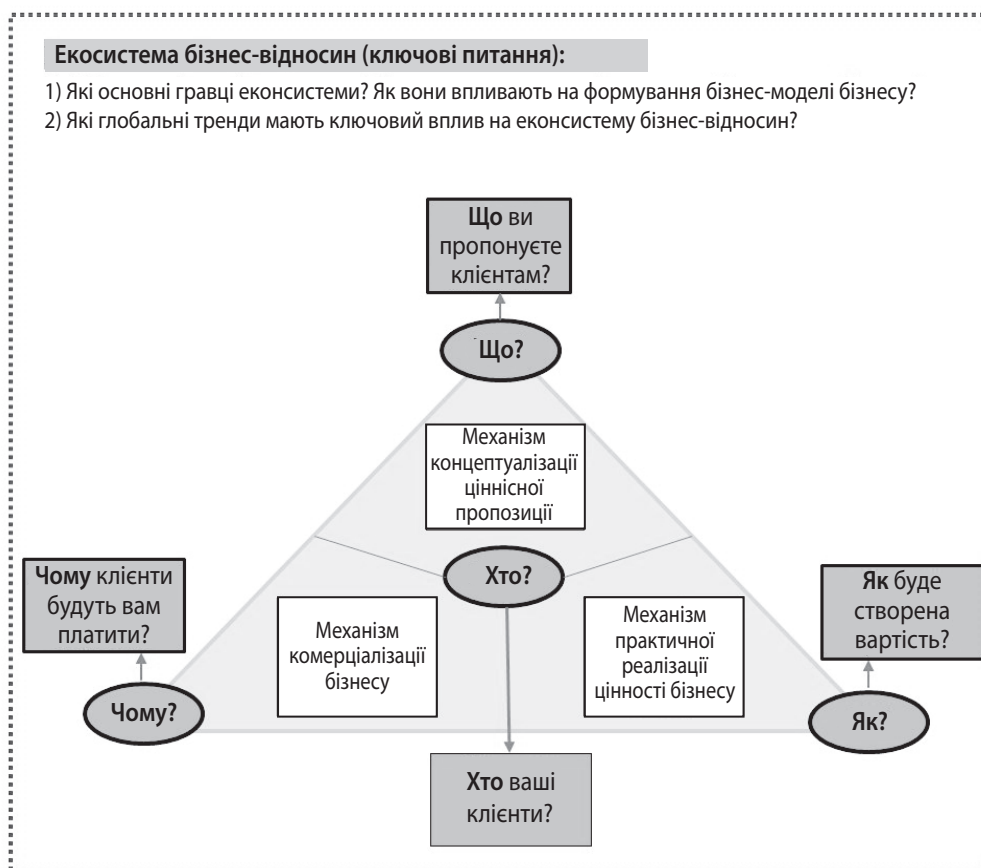 Екосистема бізнес-відносин (ключові питання):
1) Які основні гравці еконсистеми? Як вони впливають на формування бізнес-моделі бізнесу?
2) Які глобальні тренди мають ключовий вплив на еконсистему бізнес-відносин?
Що ви
пропонуєте
клієнтам?
Що?
Механізм
концептуалізації
ціннісної
пропозиції
Хто?
Чому клієнти
будуть вам
платити?
Чому?
Механізм
комерціалізації
бізнесу
Механізм
практичної
реалізації
цінності бізнесу
Як буде
створена
вартість?
Як?
Хто ваші
клієнти?